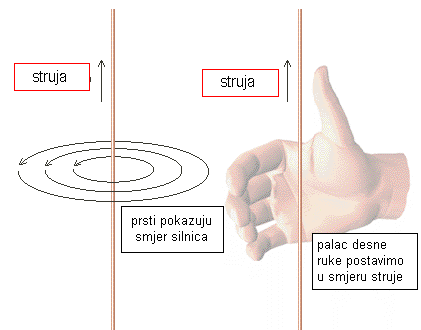 struja
struja
prsti pokazuju
smjer silnica
palac desne
ruke postavimo
u smjeru struje